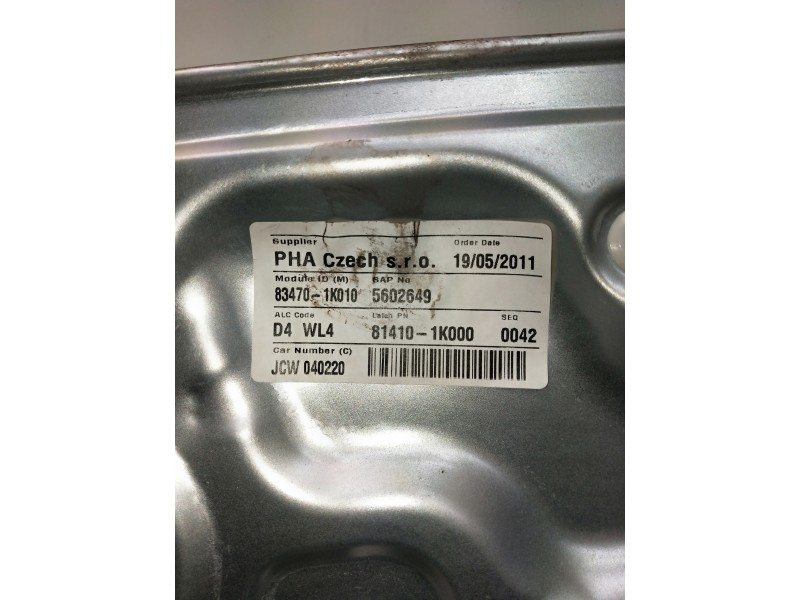 Supplier Order Date
PHA Czech s.r.o. 19/05/2011
Module ID (M) SAP No
83470-1K010 5602649
ALC Code Latch PN SEQ
D4 WL4 81410-1K000 0042
Car Number (C)
JCW 040220